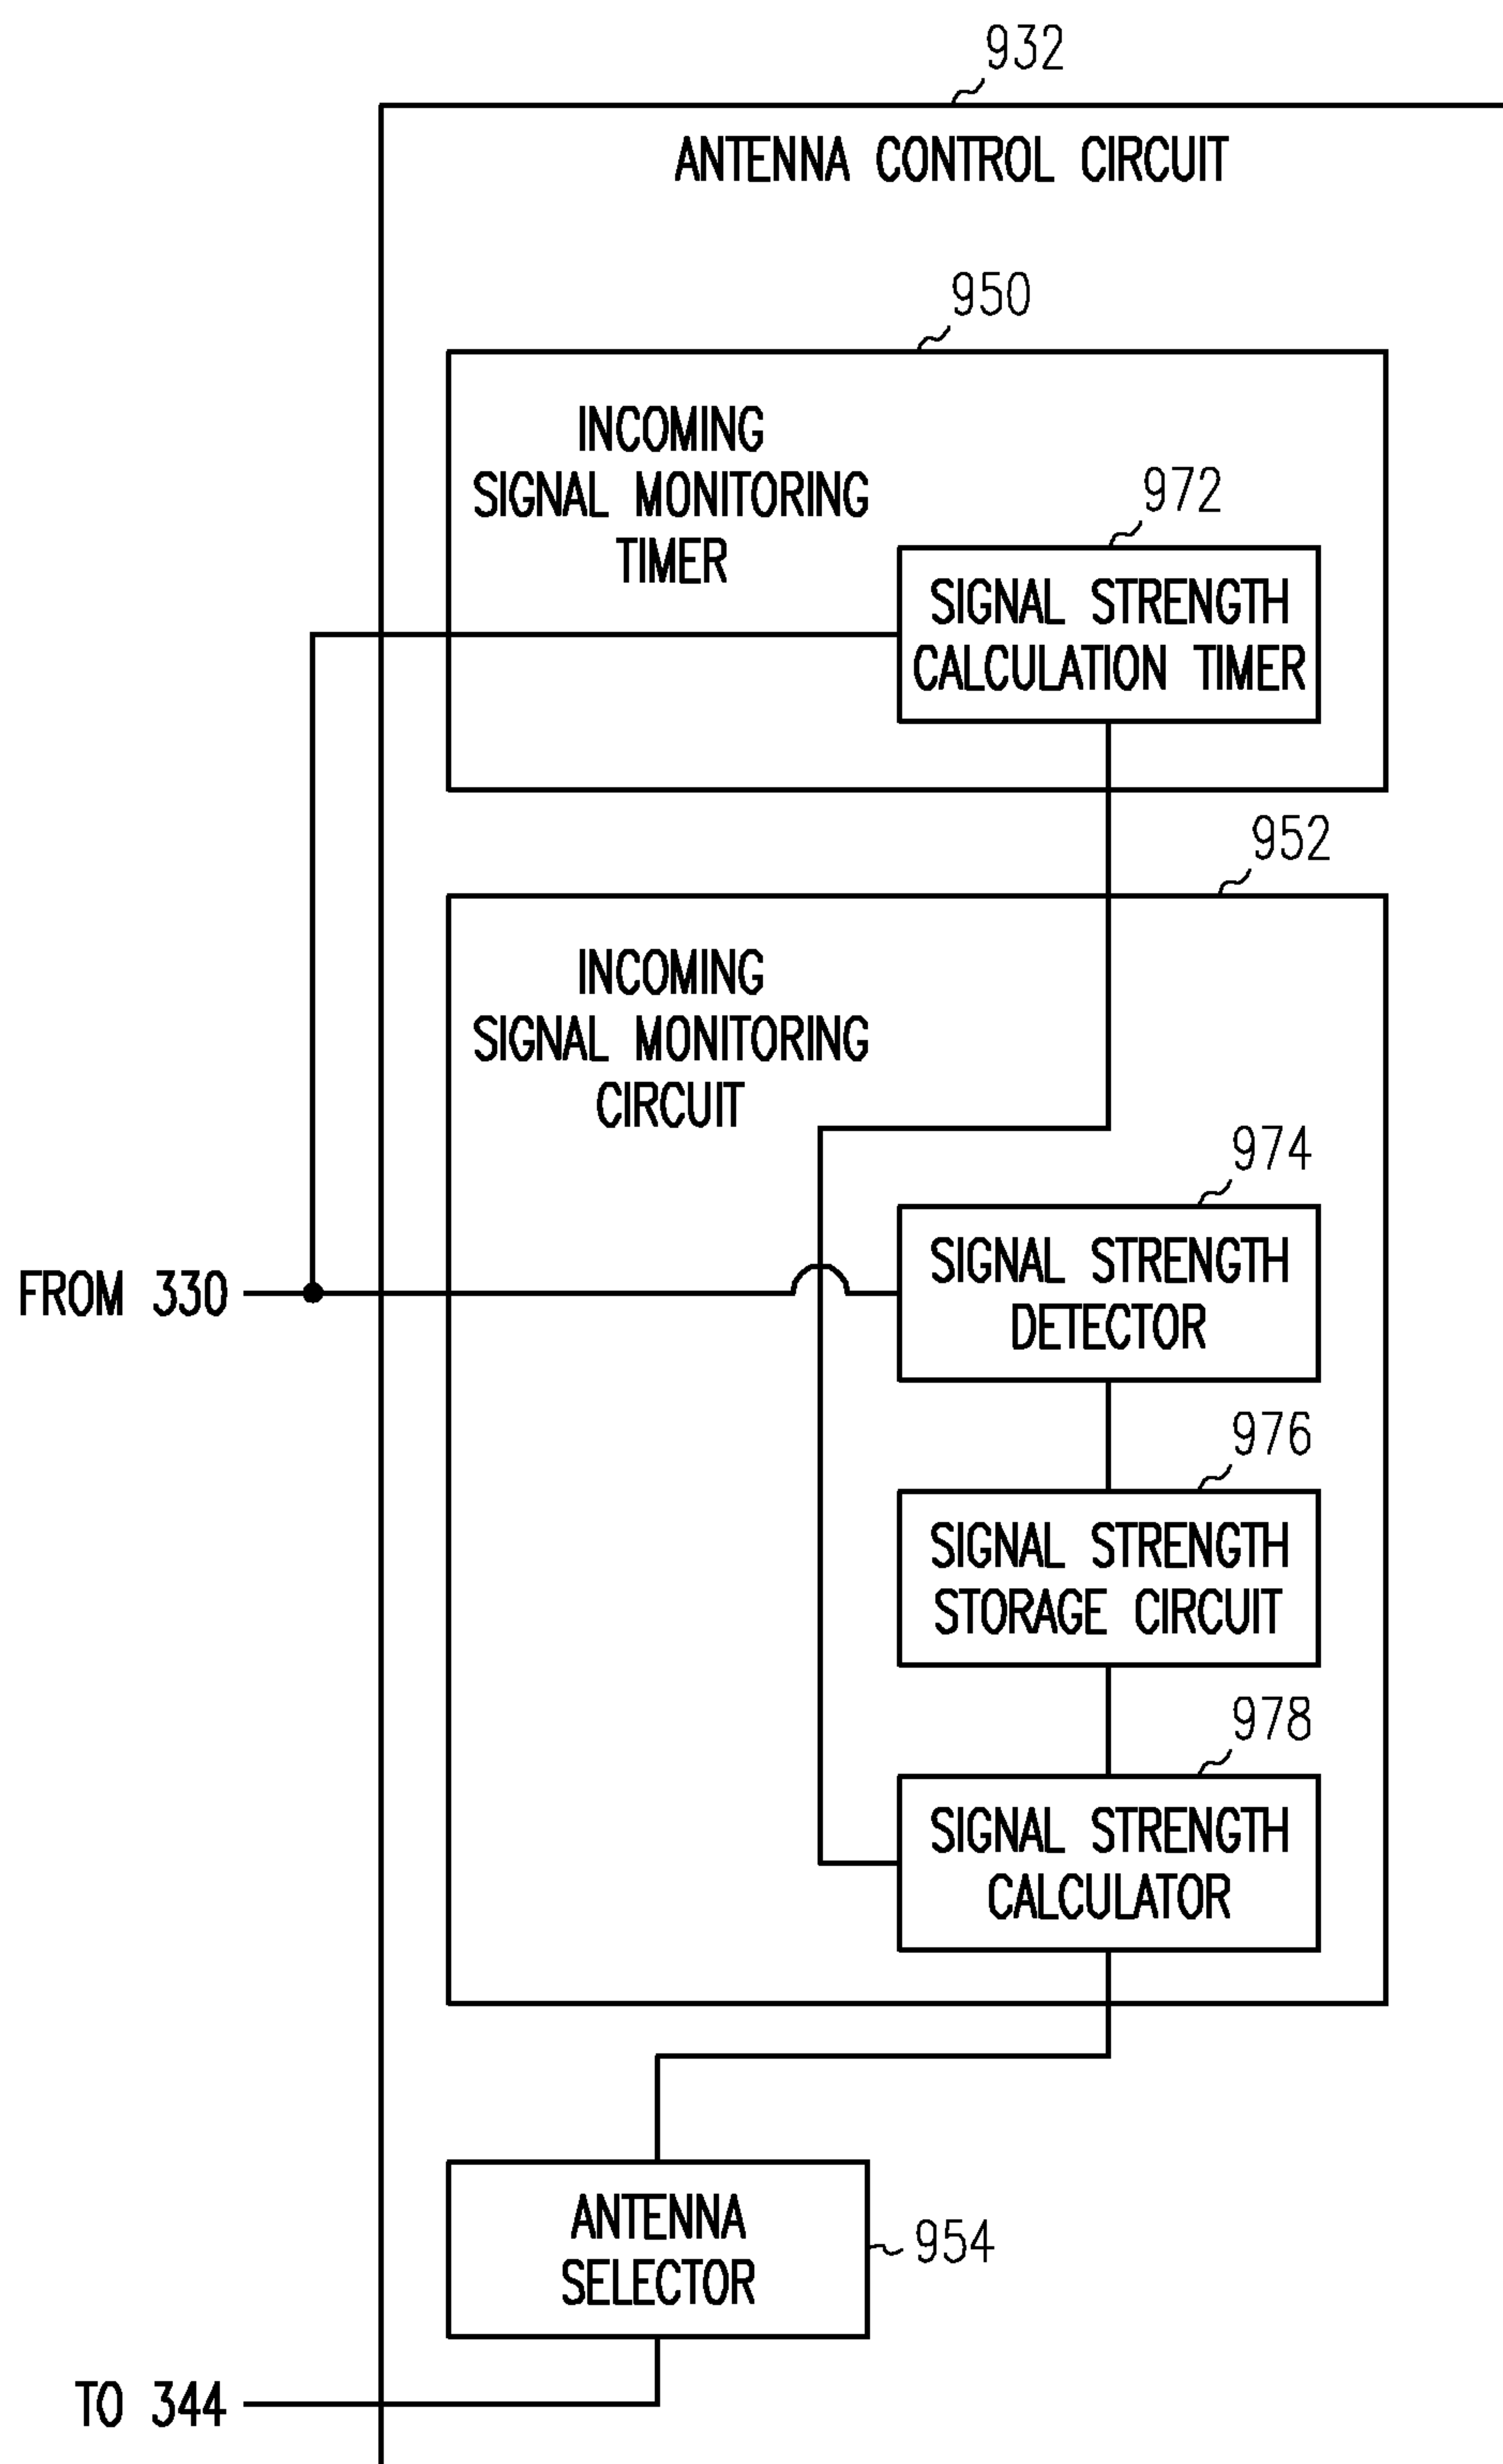 932
ANTENNA CONTROL CIRCUIT
950
INCOMING
SIGNAL MONITORING
TIMER
972
SIGNAL STRENGTH
CALCULATION TIMER
952
INCOMING
SIGNAL MONITORING
CIRCUIT
974
SIGNAL STRENGTH
DETECTOR
FROM 330
976
SIGNAL STRENGTH
STORAGE CIRCUIT
978
SIGNAL STRENGTH
CALCULATOR
ANTENNA
SELECTOR
954
TO 344